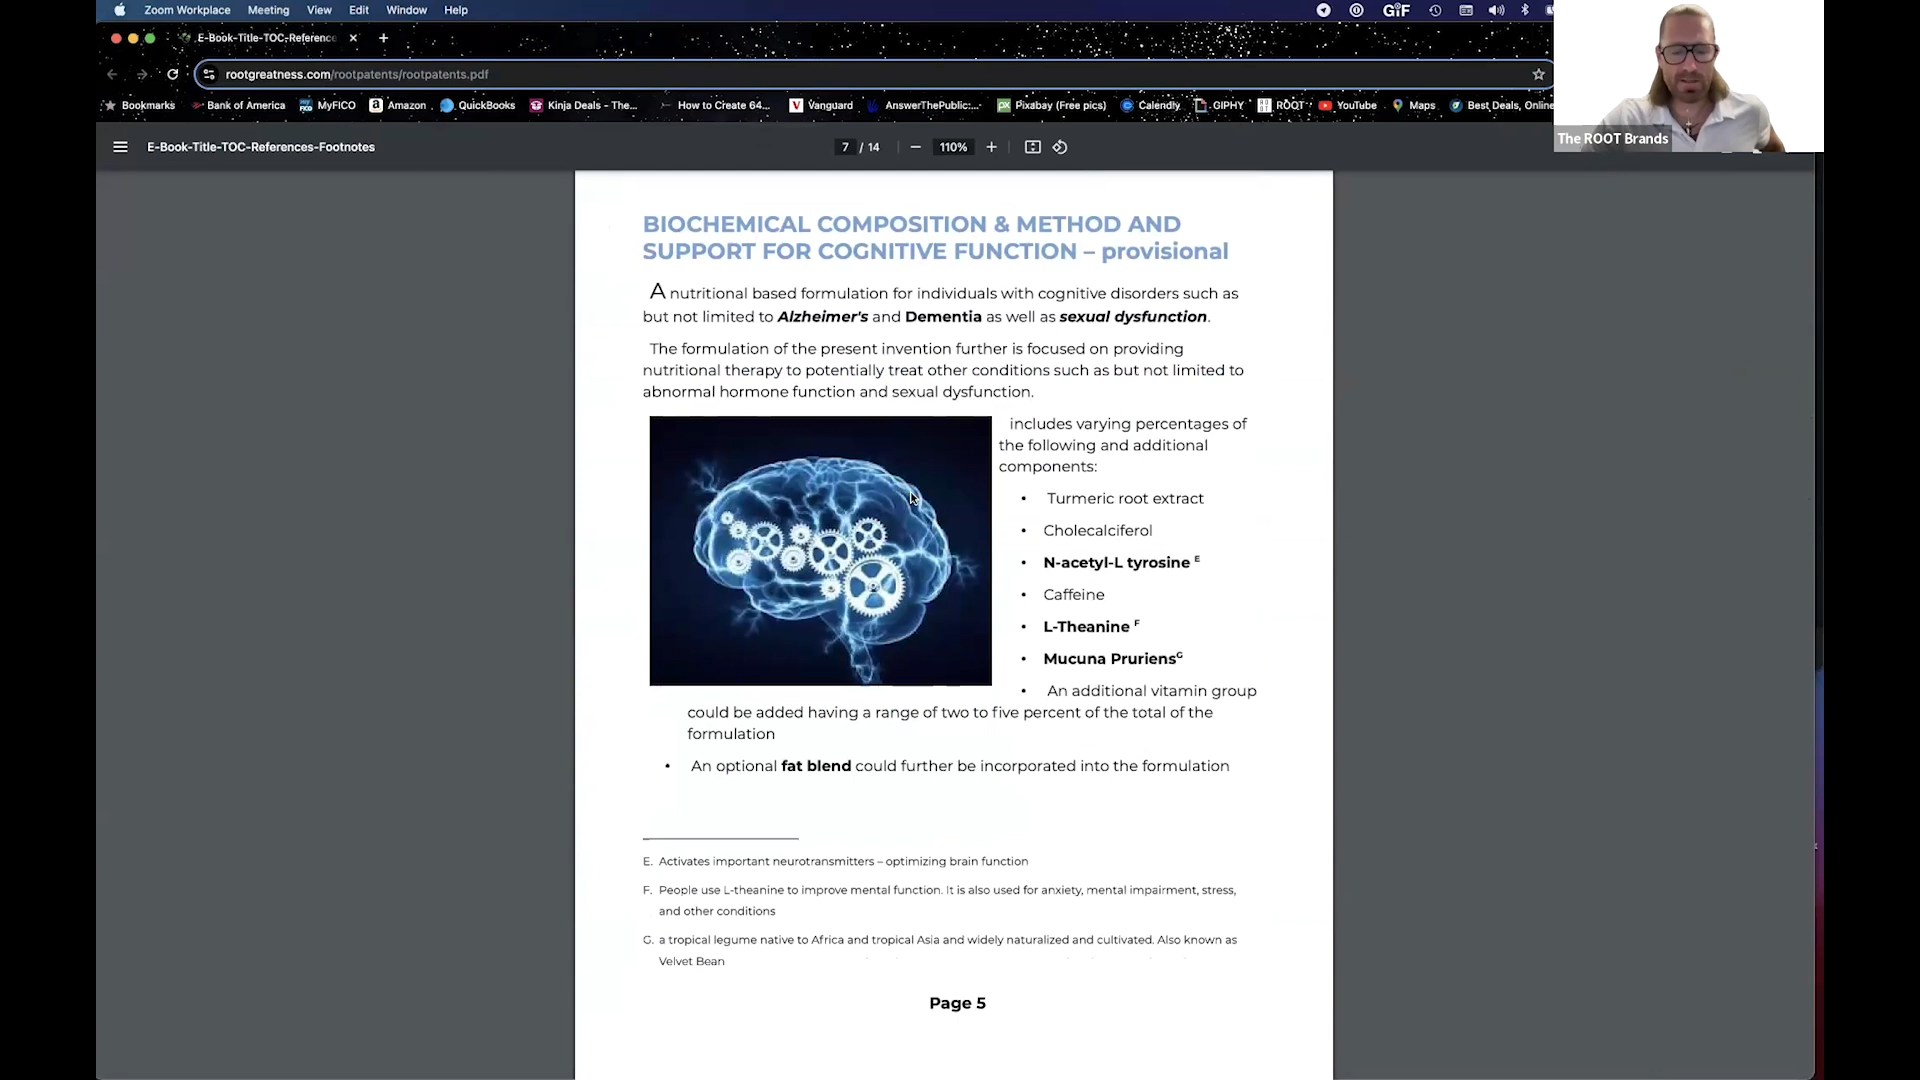 Zoom Workplace Meeting View Edit Window Help
GIF
E-Book-Title-TOC-Reference
rootgreatness.com/rootpatents/rootpatents.pdf
Bookmarks Bank of America MyFICO Amazon QuickBooks Kinja Deals - The... How to Create 64... Vanguard AnswerThePublic:... Pixabay (Free pics) Calendly GIPHY ROOT YouTube Maps Best Deals, Online
The ROOT Brands
E-Book-Title-TOC-References-Footnotes
7 / 14 110%
BIOCHEMICAL COMPOSITION & METHOD AND
SUPPORT FOR COGNITIVE FUNCTION – provisional
A nutritional based formulation for individuals with cognitive disorders such as
but not limited to Alzheimer's and Dementia as well as sexual dysfunction.
The formulation of the present invention further is focused on providing
nutritional therapy to potentially treat other conditions such as but not limited to
abnormal hormone function and sexual dysfunction.
includes varying percentages of
the following and additional
components:
• Turmeric root extract
• Cholecalciferol
• N-acetyl-L tyrosine E
• Caffeine
• L-Theanine F
• Mucuna Pruriens G
• An additional vitamin group
could be added having a range of two to five percent of the total of the
formulation
• An optional fat blend could further be incorporated into the formulation
E. Activates important neurotransmitters – optimizing brain function
F. People use L-theanine to improve mental function. It is also used for anxiety, mental impairment, stress,
and other conditions
G. a tropical legume native to Africa and tropical Asia and widely naturalized and cultivated. Also known as
Velvet Bean
Page 5